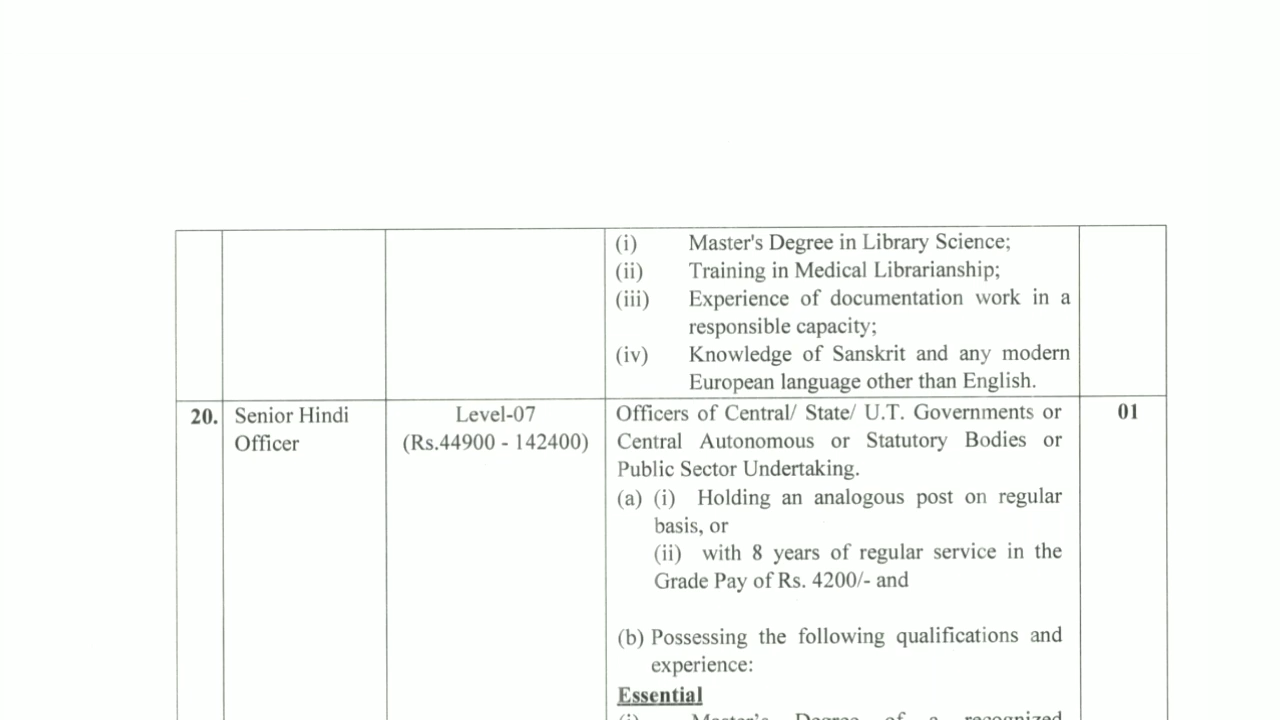 (i) Master's Degree in Library Science;
(ii) Training in Medical Librarianship;
(iii) Experience of documentation work in a
responsible capacity;
(iv) Knowledge of Sanskrit and any modern
European language other than English.
20. Senior Hindi
Officer
Level-07
(Rs.44900 - 142400)
Officers of Central/ State/ U.T. Governments or
Central Autonomous or Statutory Bodies or
Public Sector Undertaking.
(a) (i) Holding an analogous post on regular
basis, or
(ii) with 8 years of regular service in the
Grade Pay of Rs. 4200/- and
(b) Possessing the following qualifications and
experience:
Essential
(i) Master's Degree of a recognized
01